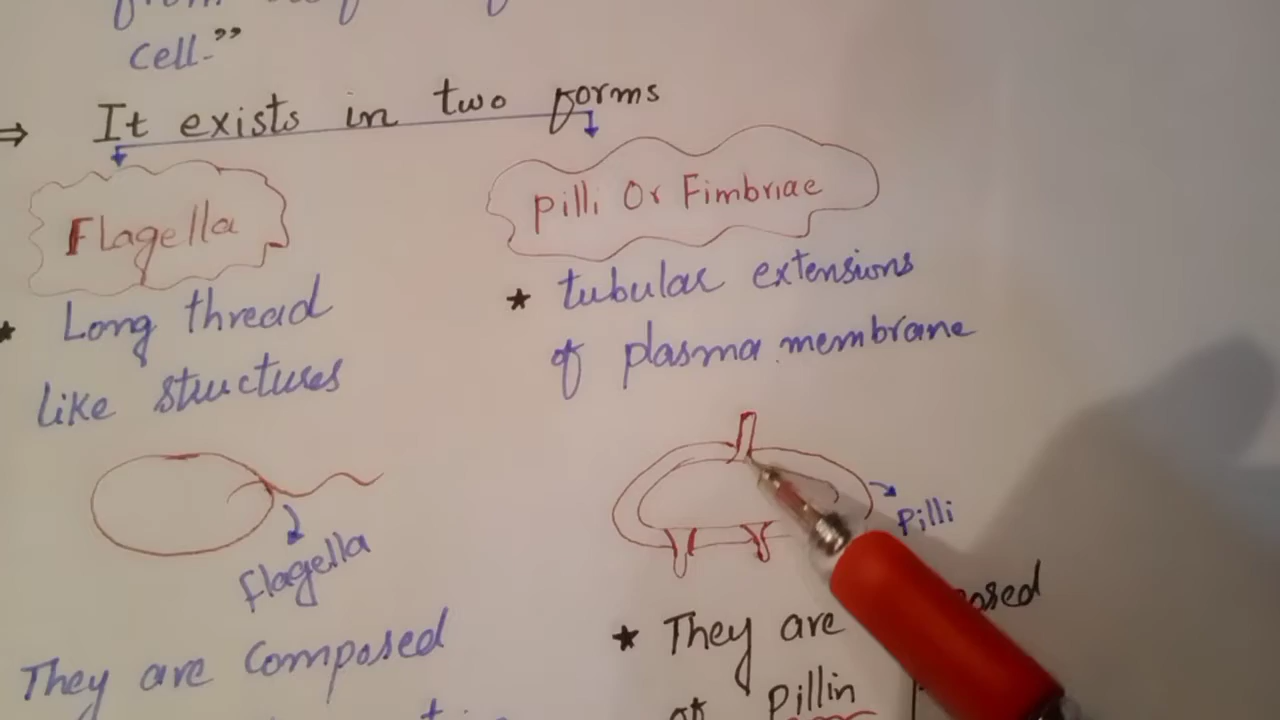 cell."
⇒ It exists in two forms
Flagella
★ Long thread
like structures
Flagella
They are composed
Pilli Or Fimbriae
★ tubular extensions
of plasma membrane
Pilli
★ They are
of Pillin